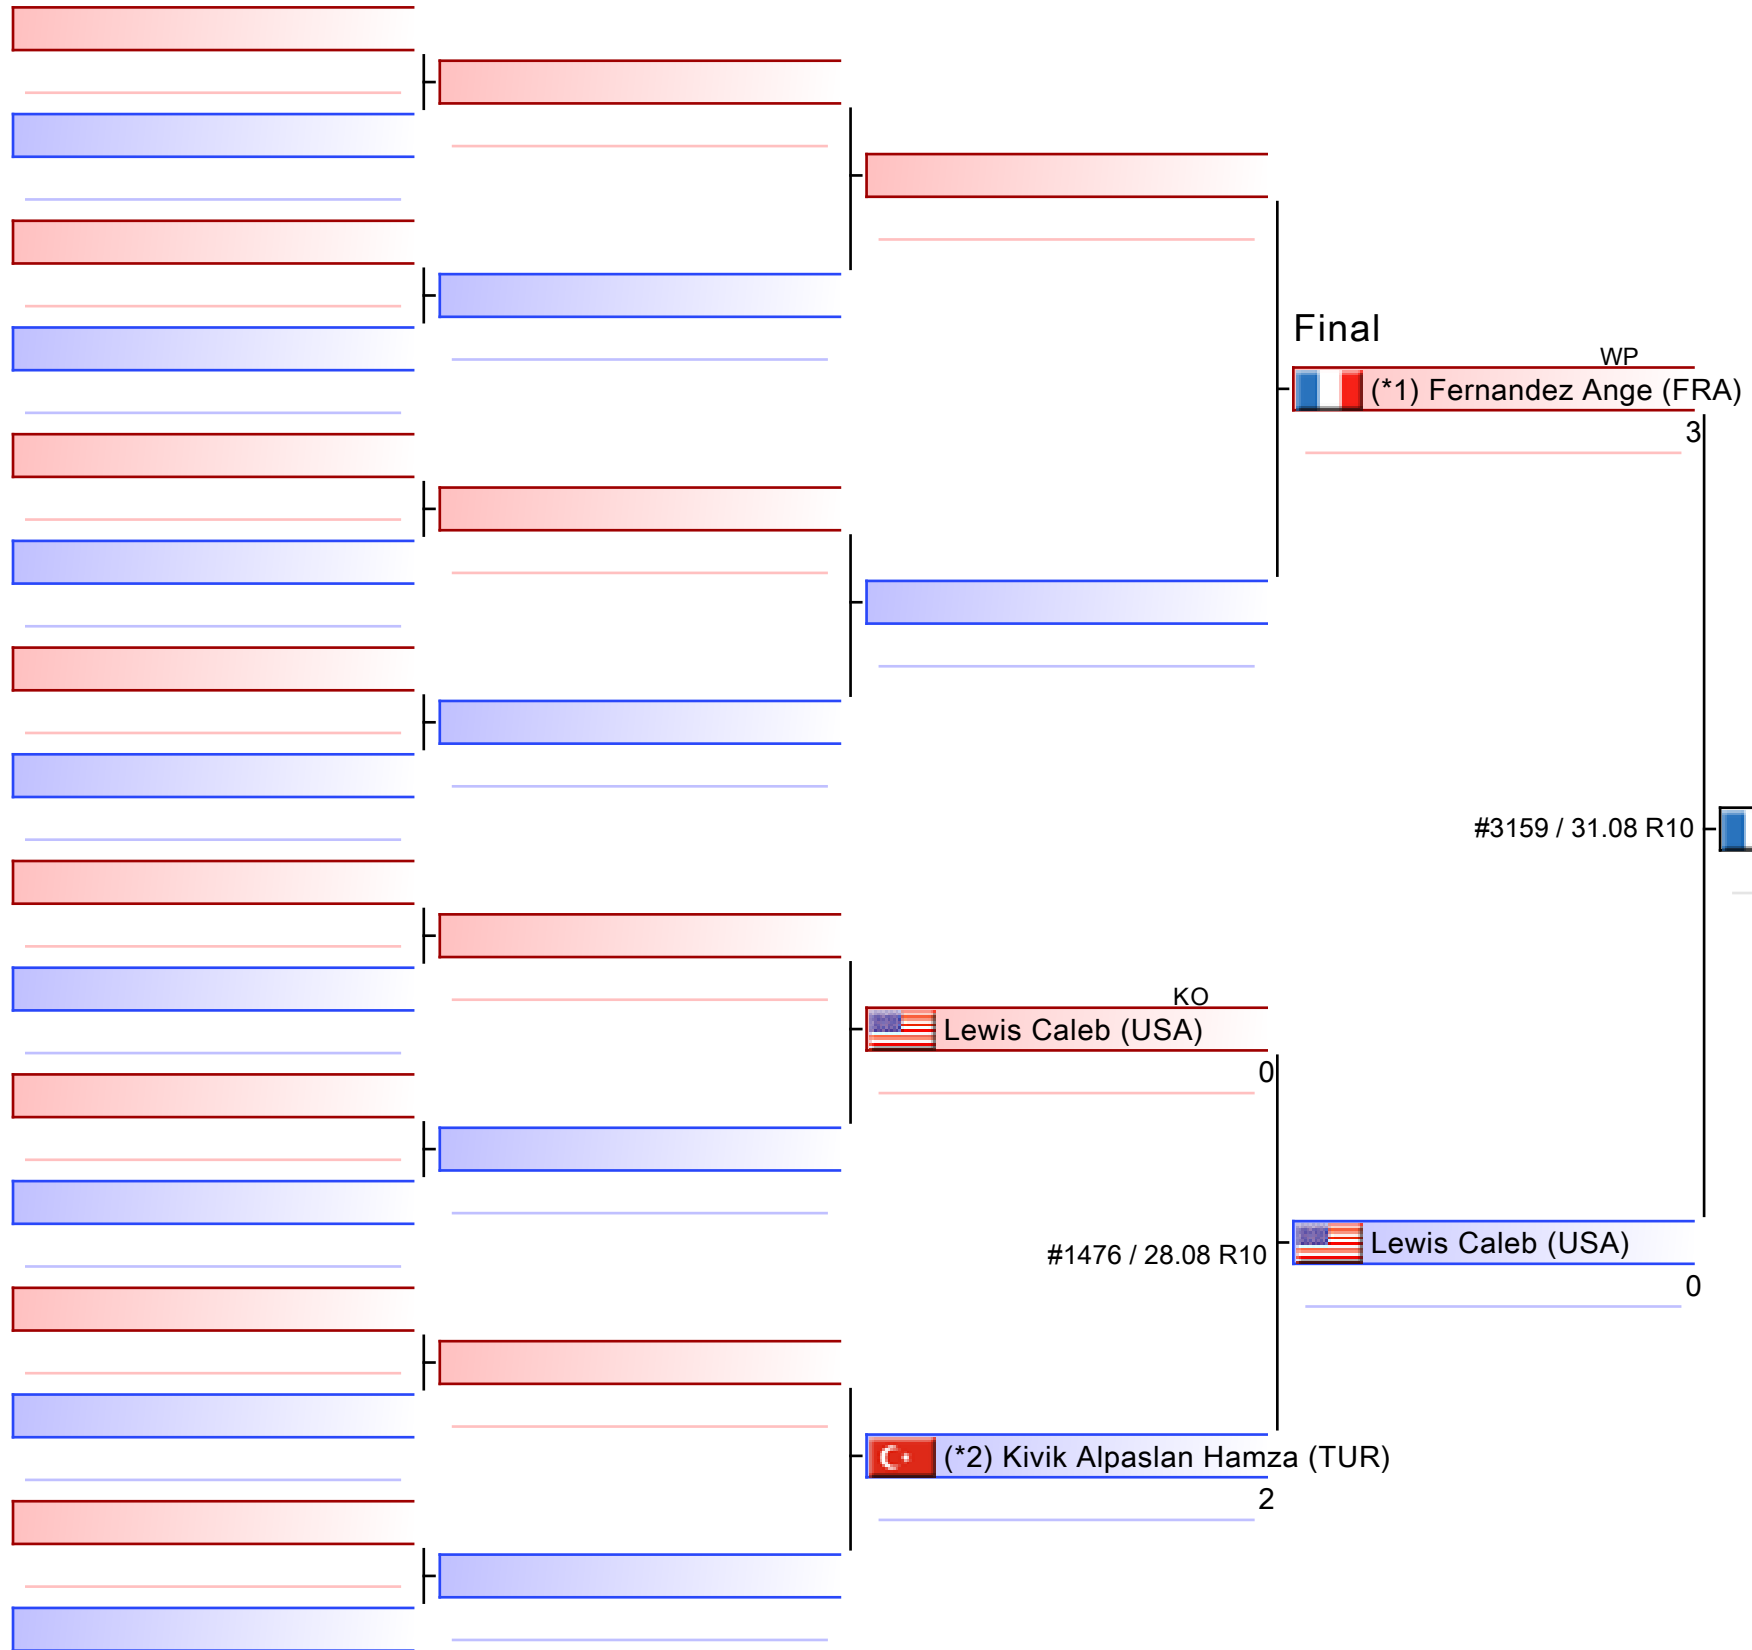 Final
WP
(*1) Fernandez Ange (FRA)
3
#3159 / 31.08 R10
KO
Lewis Caleb (USA)
0
#1476 / 28.08 R10
Lewis Caleb (USA)
0
(*2) Kivik Alpaslan Hamza (TUR)
2